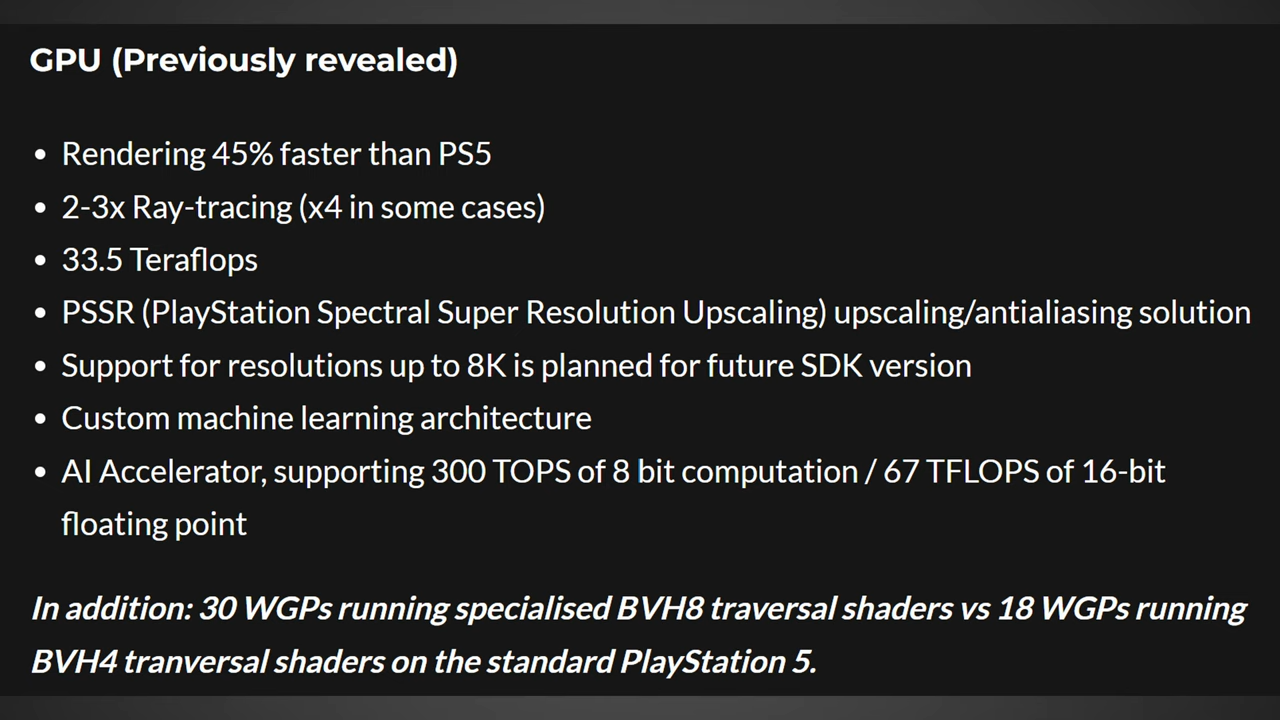 GPU (Previously revealed)
• Rendering 45% faster than PS5
• 2-3x Ray-tracing (x4 in some cases)
• 33.5 Teraflops
• PSSR (PlayStation Spectral Super Resolution Upscaling) upscaling/antialiasing solution
• Support for resolutions up to 8K is planned for future SDK version
• Custom machine learning architecture
• AI Accelerator, supporting 300 TOPS of 8 bit computation / 67 TFLOPS of 16-bit
floating point
In addition: 30 WGPs running specialised BVH8 traversal shaders vs 18 WGPs running
BVH4 tranversal shaders on the standard PlayStation 5.